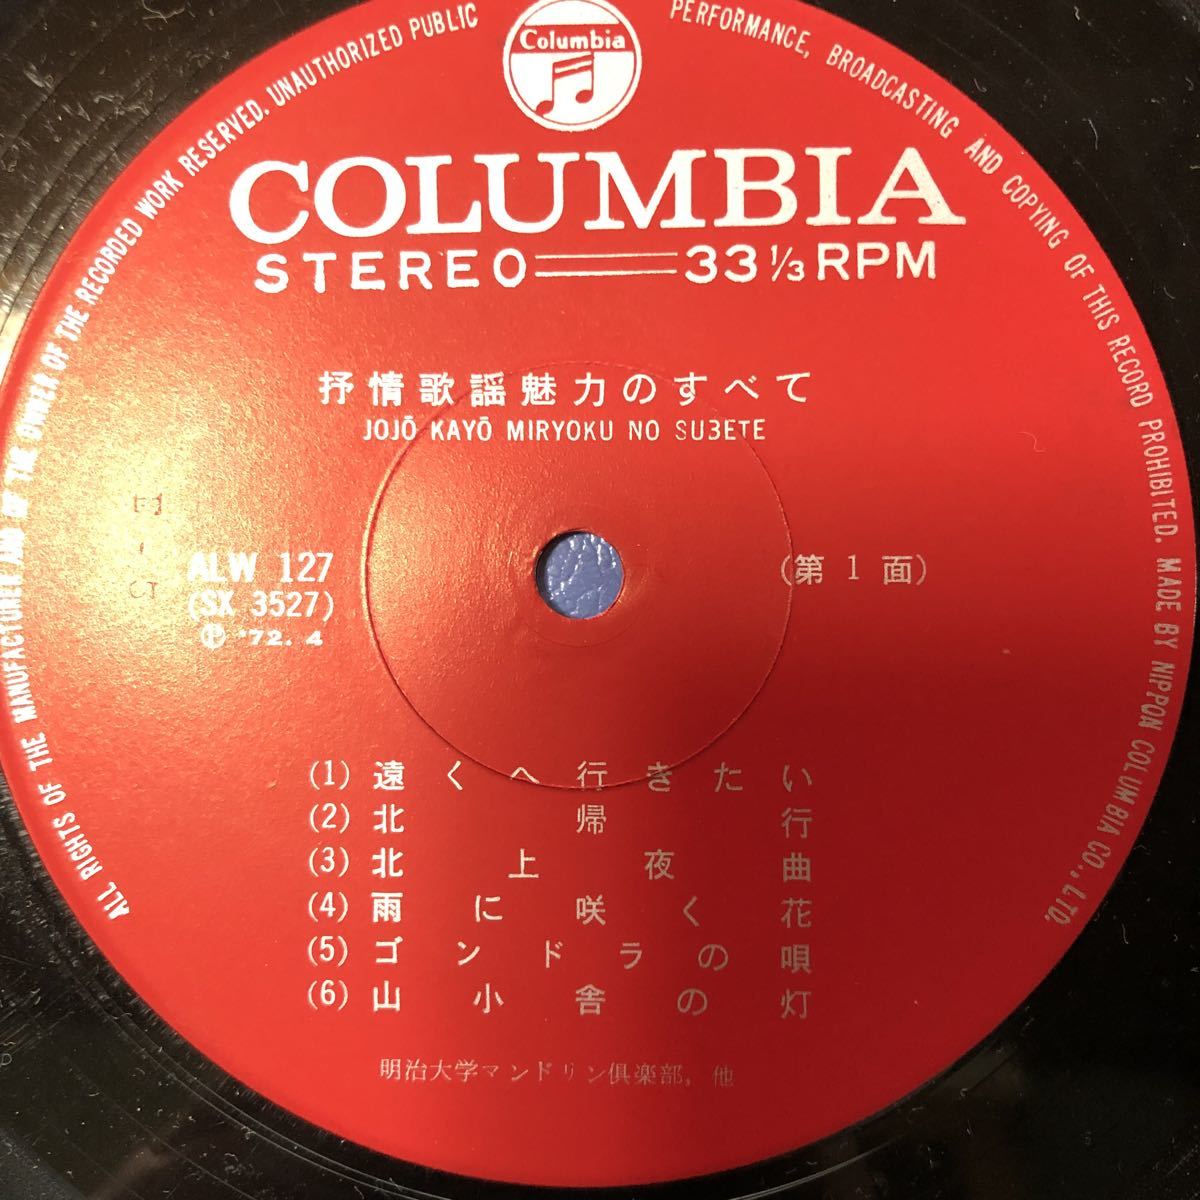 ALL RIGHTS OF THE MANUFACTURER AND OF THE OWNER OF THE RECORDED WORK RESERVED. UNAUTHORIZED PUBLIC PERFORMANCE, BROADCASTING AND COPYING OF THIS RECORD PROHIBITED. MADE BY NIPPON COLUMBIA CO., LTD.
Columbia
COLUMBIA
STEREO 33 1/3 RPM
抒情歌謡魅力のすべて
JOJŌ KAYŌ MIRYOKU NO SUBETE
ALW 127
(SX 3527)
Ⓟ '72. 4
(第1面)
(1) 遠くへ行きたい
(2) 北帰行
(3) 北上夜曲
(4) 雨に咲く花
(5) ゴンドラの唄
(6) 山小舎の灯
明治大学マンドリン倶楽部, 他